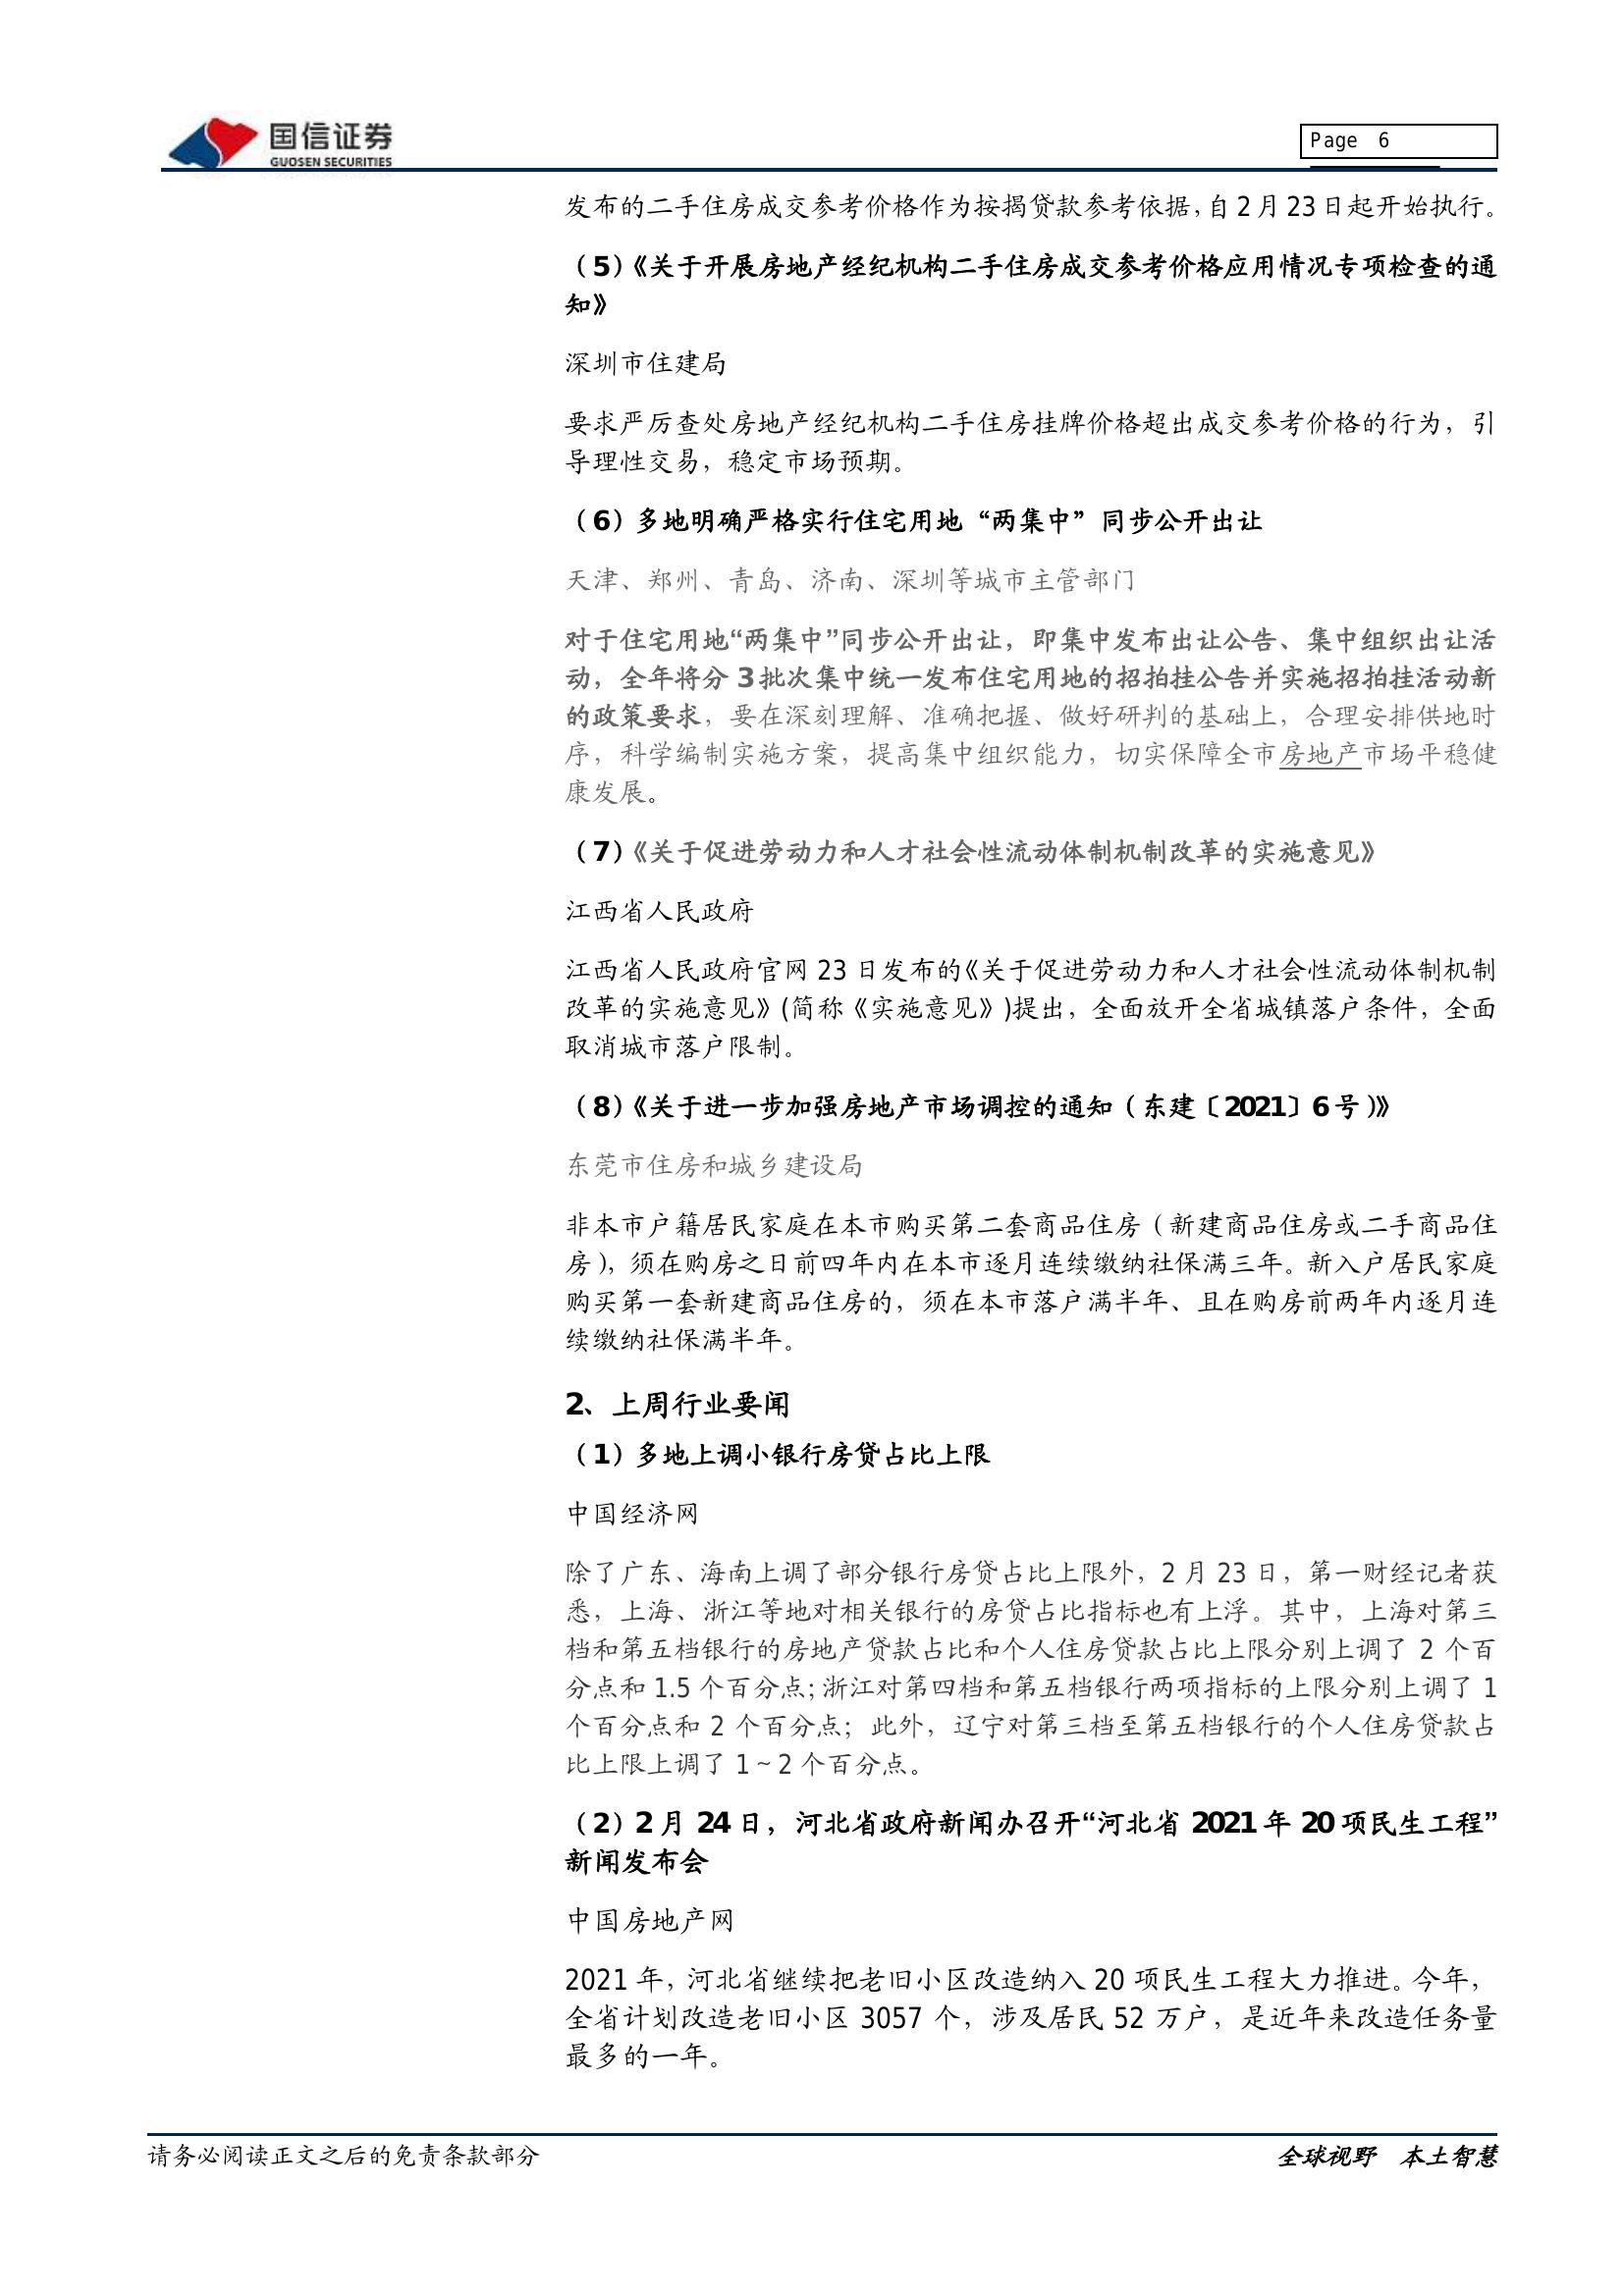 国信证券
GUOSEN SECURITIES
Page 6
发布的二手住房成交参考价格作为按揭贷款参考依据，自 2 月 23 日起开始执行。
（5）《关于开展房地产经纪机构二手住房成交参考价格应用情况专项检查的通
知》
深圳市住建局
要求严厉查处房地产经纪机构二手住房挂牌价格超出成交参考价格的行为，引
导理性交易，稳定市场预期。
（6）多地明确严格实行住宅用地“两集中”同步公开出让
天津、郑州、青岛、济南、深圳等城市主管部门
对于住宅用地“两集中”同步公开出让，即集中发布出让公告、集中组织出让活
动，全年将分 3 批次集中统一发布住宅用地的招拍挂公告并实施招拍挂活动新
的政策要求，要在深刻理解、准确把握、做好研判的基础上，合理安排供地时
序，科学编制实施方案，提高集中组织能力，切实保障全市房地产市场平稳健
康发展。
（7）《关于促进劳动力和人才社会性流动体制机制改革的实施意见》
江西省人民政府
江西省人民政府官网 23 日发布的《关于促进劳动力和人才社会性流动体制机制
改革的实施意见》(简称《实施意见》)提出，全面放开全省城镇落户条件，全面
取消城市落户限制。
（8）《关于进一步加强房地产市场调控的通知（东建〔2021〕6 号）》
东莞市住房和城乡建设局
非本市户籍居民家庭在本市购买第二套商品住房（新建商品住房或二手商品住
房），须在购房之日前四年内在本市逐月连续缴纳社保满三年。新入户居民家庭
购买第一套新建商品住房的，须在本市落户满半年、且在购房前两年内逐月连
续缴纳社保满半年。
2、上周行业要闻
（1）多地上调小银行房贷占比上限
中国经济网
除了广东、海南上调了部分银行房贷占比上限外，2 月 23 日，第一财经记者获
悉，上海、浙江等地对相关银行的房贷占比指标也有上浮。其中，上海对第三
档和第五档银行的房地产贷款占比和个人住房贷款占比上限分别上调了 2 个百
分点和 1.5 个百分点；浙江对第四档和第五档银行两项指标的上限分别上调了 1
个百分点和 2 个百分点；此外，辽宁对第三档至第五档银行的个人住房贷款占
比上限上调了 1～2 个百分点。
（2）2 月 24 日，河北省政府新闻办召开“河北省 2021 年 20 项民生工程”
新闻发布会
中国房地产网
2021 年，河北省继续把老旧小区改造纳入 20 项民生工程大力推进。今年，
全省计划改造老旧小区 3057 个，涉及居民 52 万户，是近年来改造任务量
最多的一年。
请务必阅读正文之后的免责条款部分
全球视野 本土智慧